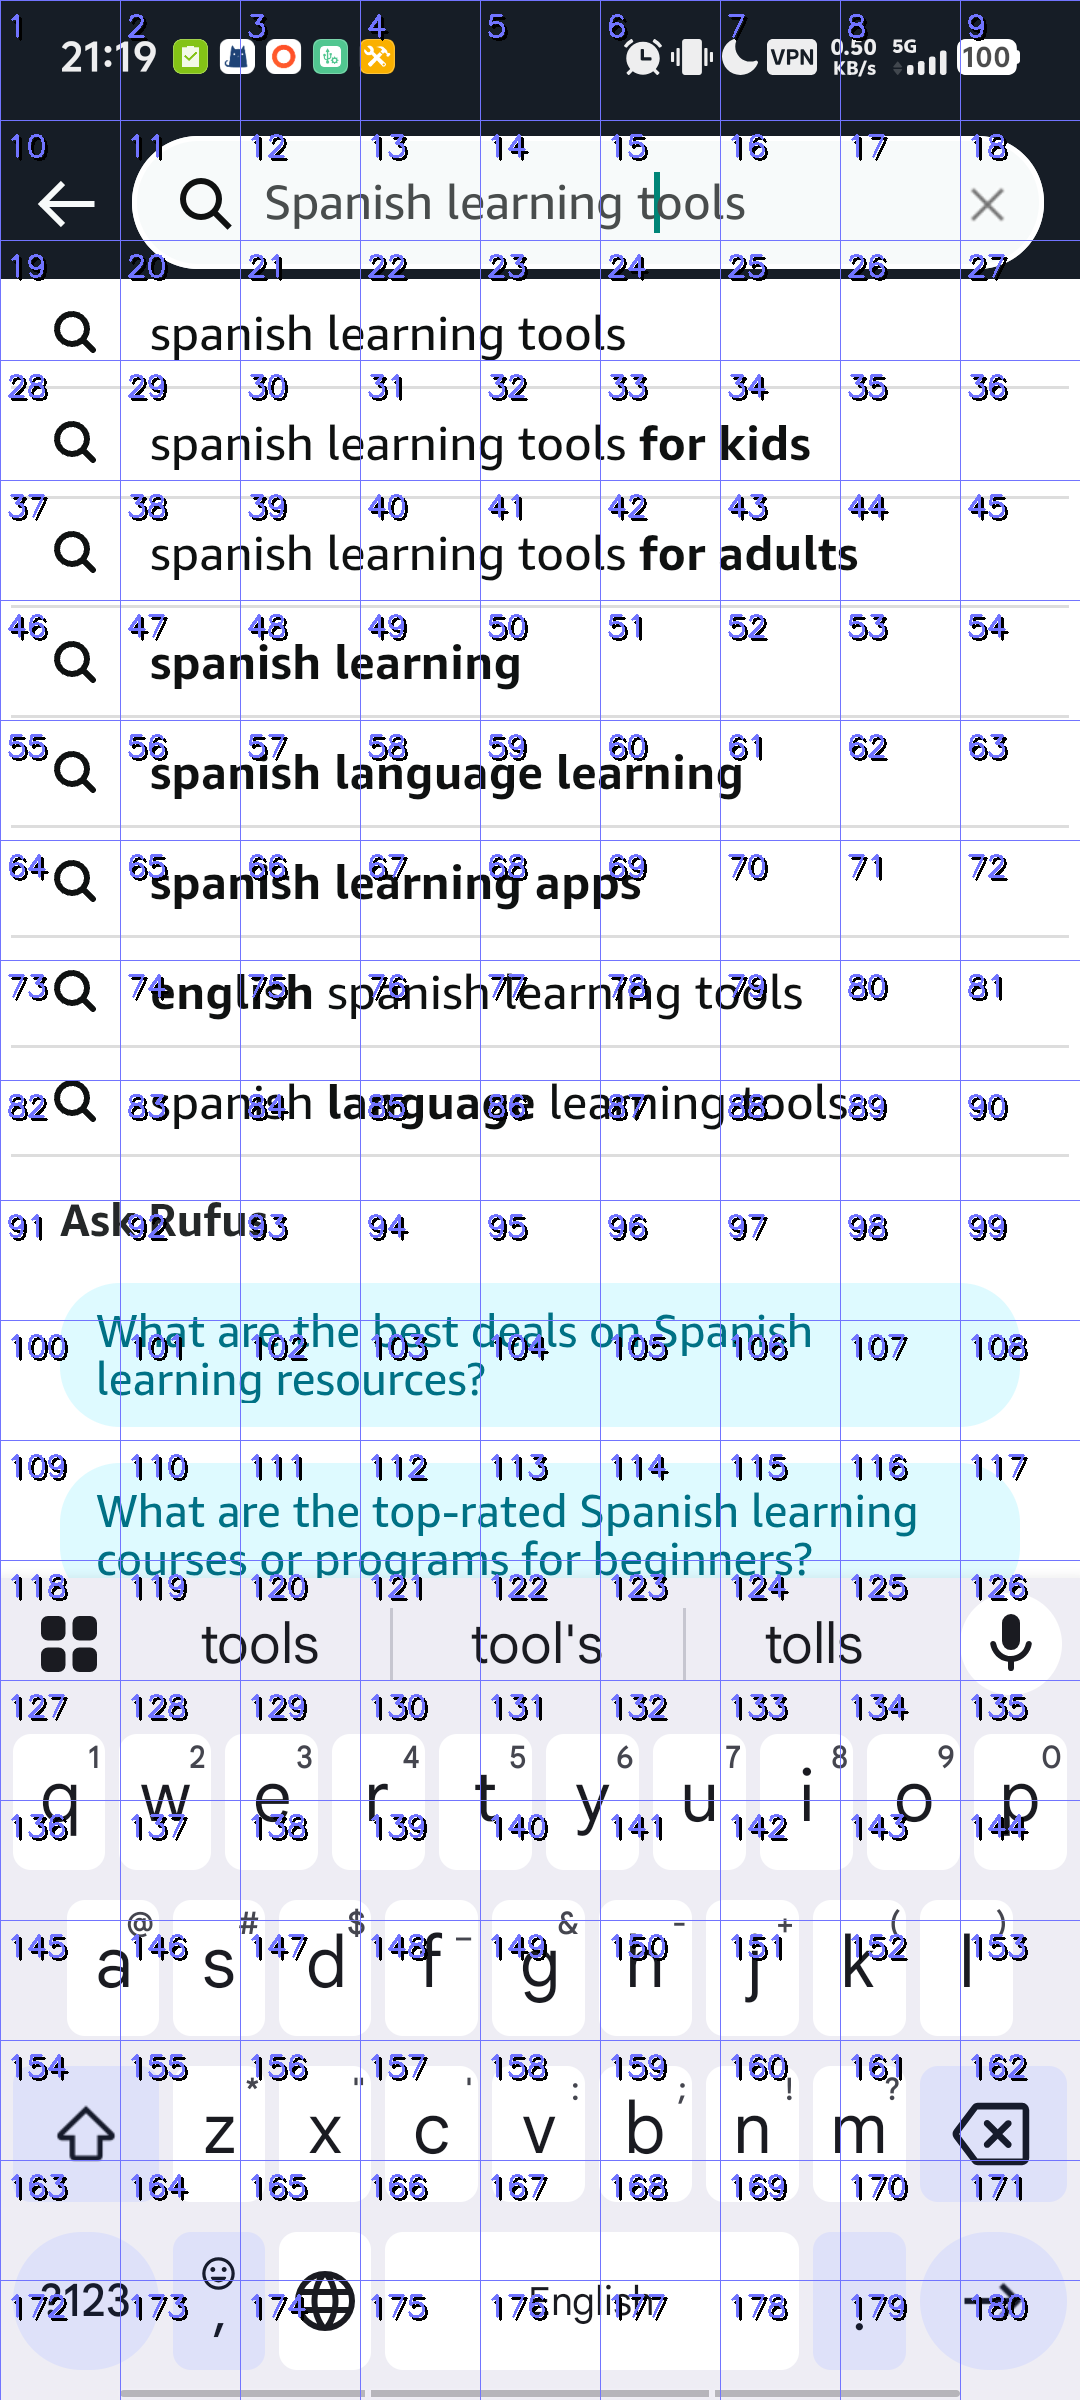 21:19 VPN 0.50 KB/s 5G 100
Spanish learning tools
spanish learning tools
spanish learning tools for kids
spanish learning tools for adults
spanish learning
spanish language learning
spanish learning apps
english spanish learning tools
spanish language learning tools
Ask Rufus
What are the best deals on Spanish
learning resources?
What are the top-rated Spanish learning
courses or programs for beginners?
tools tool's tolls
1 2 3 4 5 6 7 8 9 0
q w e r t y u i o p
@ # $ _ & - + ( )
a s d f g h j k l
* " ' : ; ! ?
z x c v b n m
?123 , English .
1 2 3 4 5 6 7 8 9
10 11 12 13 14 15 16 17 18
19 20 21 22 23 24 25 26 27
28 29 30 31 32 33 34 35 36
37 38 39 40 41 42 43 44 45
46 47 48 49 50 51 52 53 54
55 56 57 58 59 60 61 62 63
64 65 66 67 68 69 70 71 72
73 74 75 76 77 78 79 80 81
82 83 84 85 86 87 88 89 90
91 92 93 94 95 96 97 98 99
100 101 102 103 104 105 106 107 108
109 110 111 112 113 114 115 116 117
118 119 120 121 122 123 124 125 126
127 128 129 130 131 132 133 134 135
136 137 138 139 140 141 142 143 144
145 146 147 148 149 150 151 152 153
154 155 156 157 158 159 160 161 162
163 164 165 166 167 168 169 170 171
172 173 174 175 176 177 178 179 180